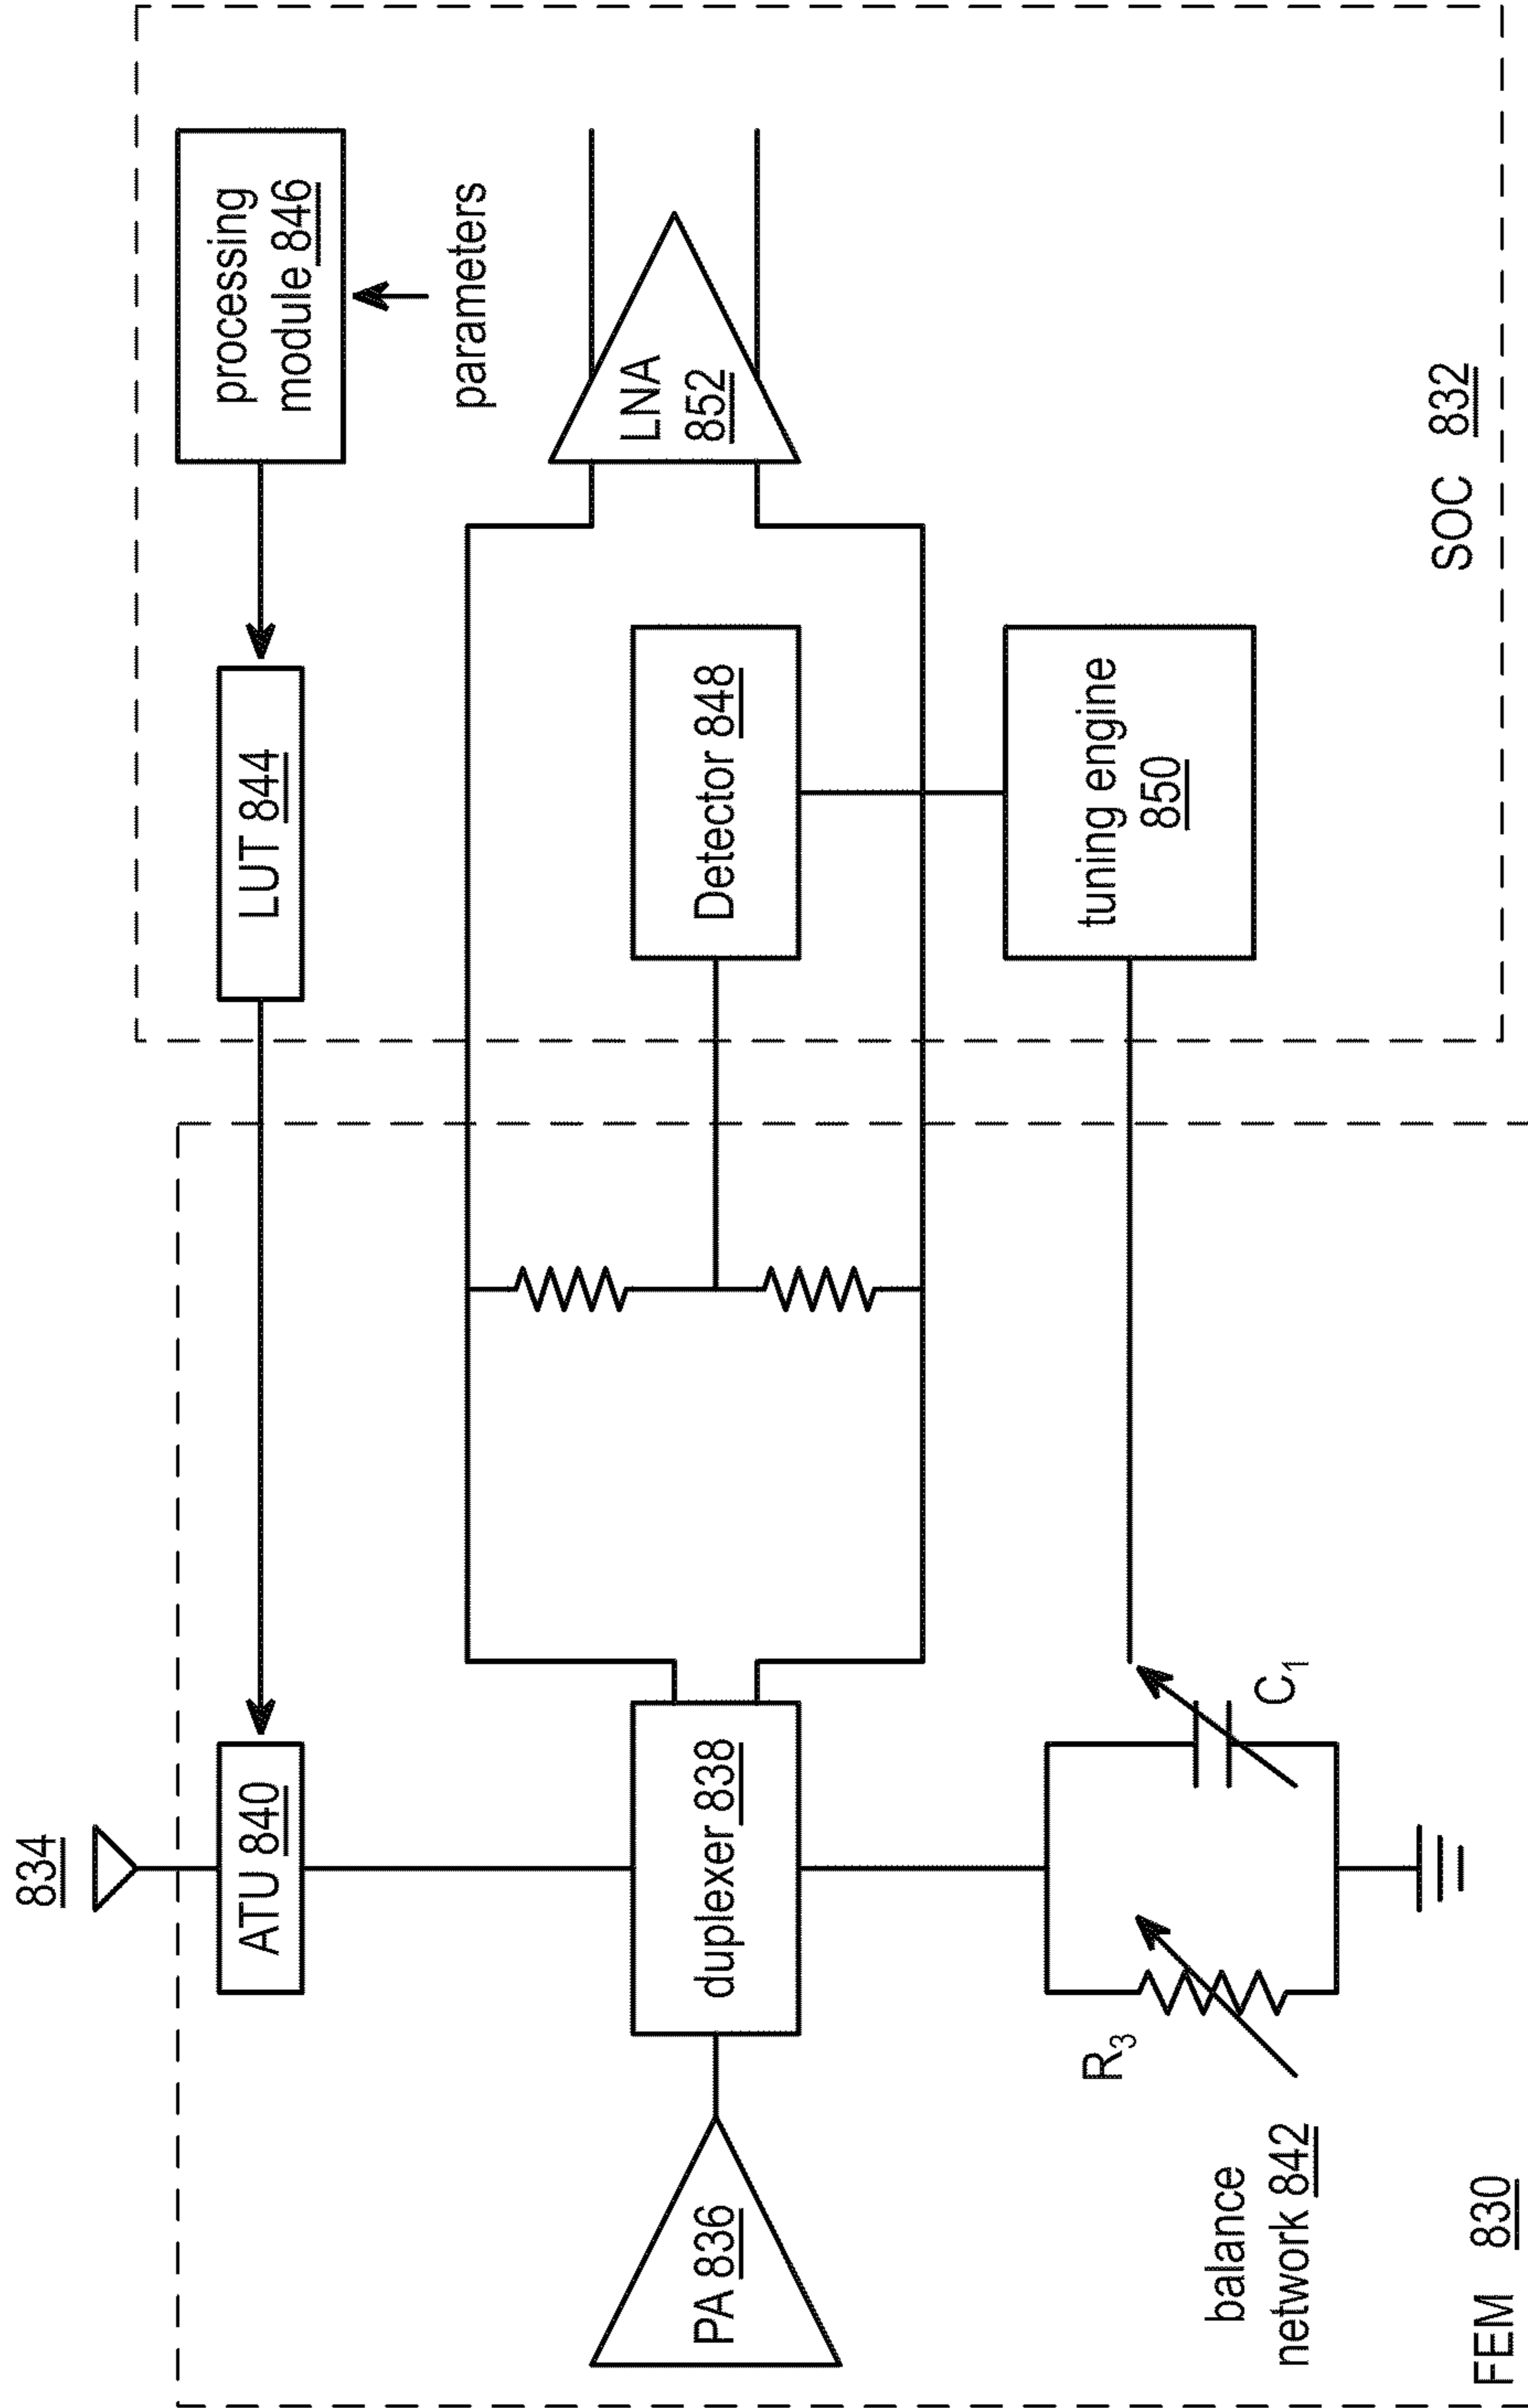 834
ATU 840
LUT 844
processing
module 846
parameters
PA 836
duplexer 838
Detector 848
LNA
852
R3
C1
tuning engine
850
balance
network 842
FEM 830
SOC 832